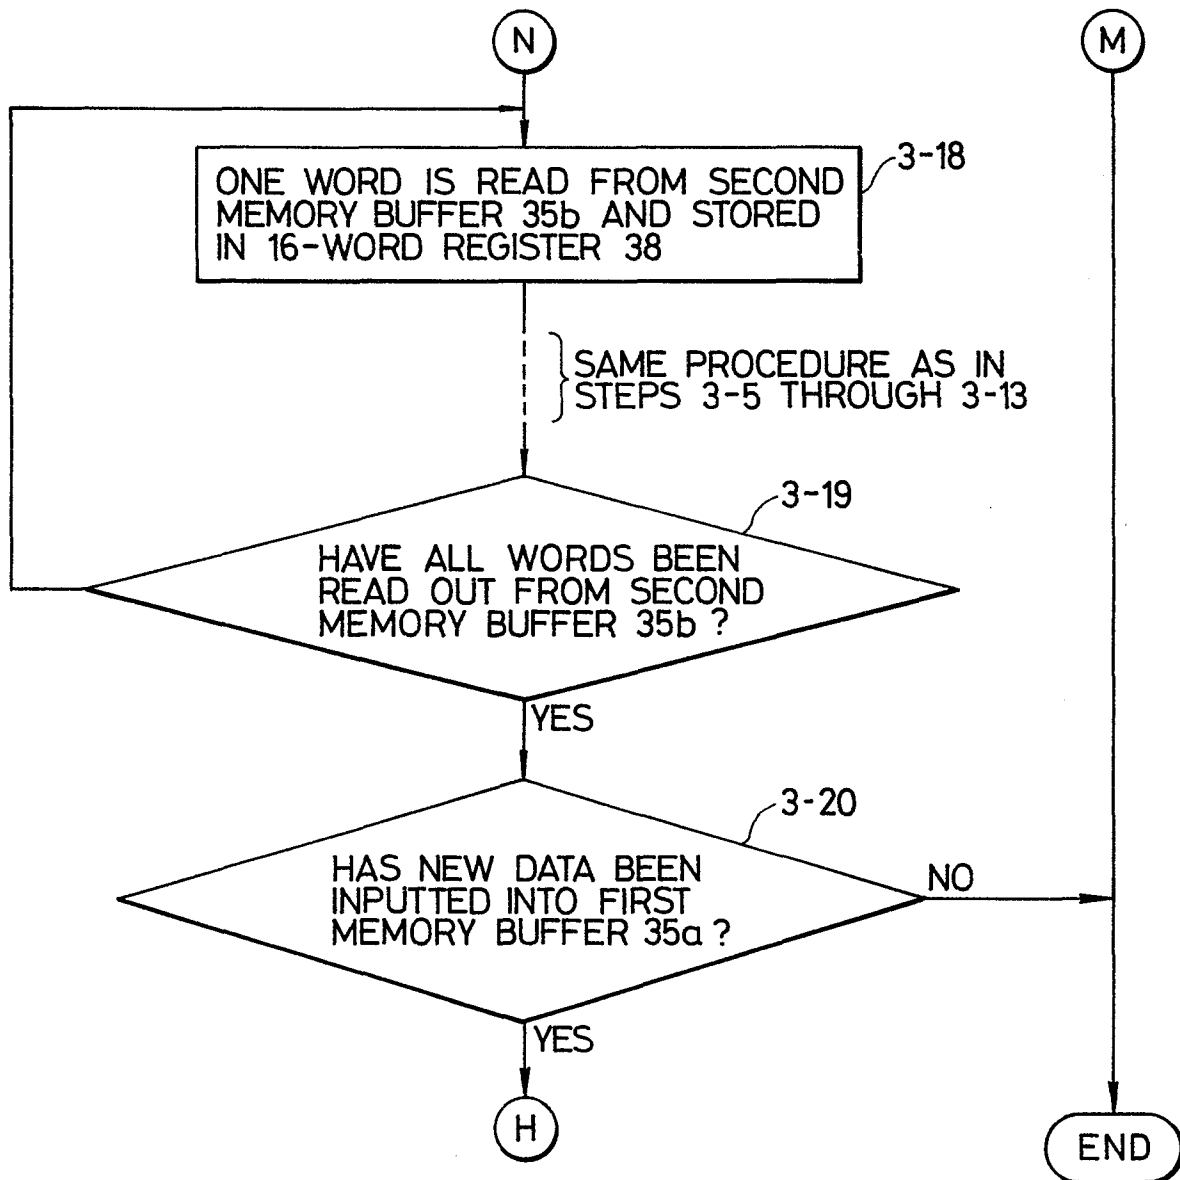 N
M
3-18
ONE WORD IS READ FROM SECOND
MEMORY BUFFER 35b AND STORED
IN 16-WORD REGISTER 38
SAME PROCEDURE AS IN
STEPS 3-5 THROUGH 3-13
3-19
HAVE ALL WORDS BEEN
READ OUT FROM SECOND
MEMORY BUFFER 35b ?
YES
3-20
HAS NEW DATA BEEN
INPUTTED INTO FIRST
MEMORY BUFFER 35a ?
NO
YES
H
END